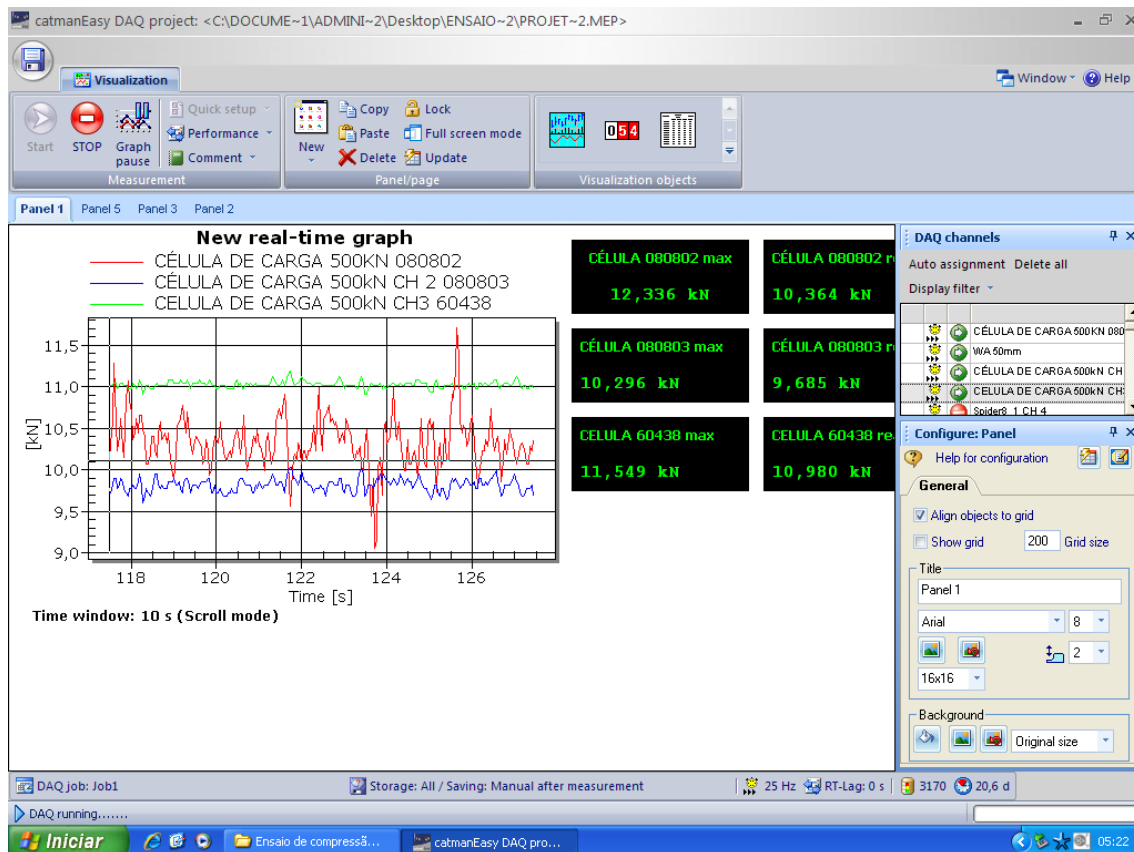 catmanEasy DAQ project: <C:\DOCUME~1\ADMINI~2\Desktop\ENSAIO~2\PROJET~2.MEP>
Visualization
Window
Help
Start
STOP
Graph pause
Quick setup
Performance
Comment
Measurement
New
Copy
Paste
Delete
Lock
Full screen mode
Update
Panel/page
054
Visualization objects
Panel 1
Panel 5
Panel 3
Panel 2
New real-time graph
CÉLULA DE CARGA 500KN 080802
CÉLULA DE CARGA 500kN CH 2 080803
CELULA DE CARGA 500kN CH3 60438
11,5
11,0
10,5
10,0
9,5
9,0
[kN]
118
120
122
124
126
Time [s]
Time window: 10 s (Scroll mode)
CÉLULA 080802 max
12,336 kN
CÉLULA 080802 r
10,364 kN
CÉLULA 080803 max
10,296 kN
CÉLULA 080803 r
9,685 kN
CELULA 60438 max
11,549 kN
CELULA 60438 re
10,980 kN
DAQ channels
Auto assignment
Delete all
Display filter
CÉLULA DE CARGA 500KN 080
WA 50mm
CÉLULA DE CARGA 500kN CH
CELULA DE CARGA 500kN CH:
Spider8_1 CH 4
Configure: Panel
Help for configuration
General
Align objects to grid
Show grid
200
Grid size
Title
Panel 1
Arial
8
2
16x16
Background
Original size
DAQ job: Job1
Storage: All / Saving: Manual after measurement
25 Hz
RT-Lag: 0 s
3170
20,6 d
DAQ running.......
Iniciar
Ensaio de compressã...
catmanEasy DAQ pro...
05:22